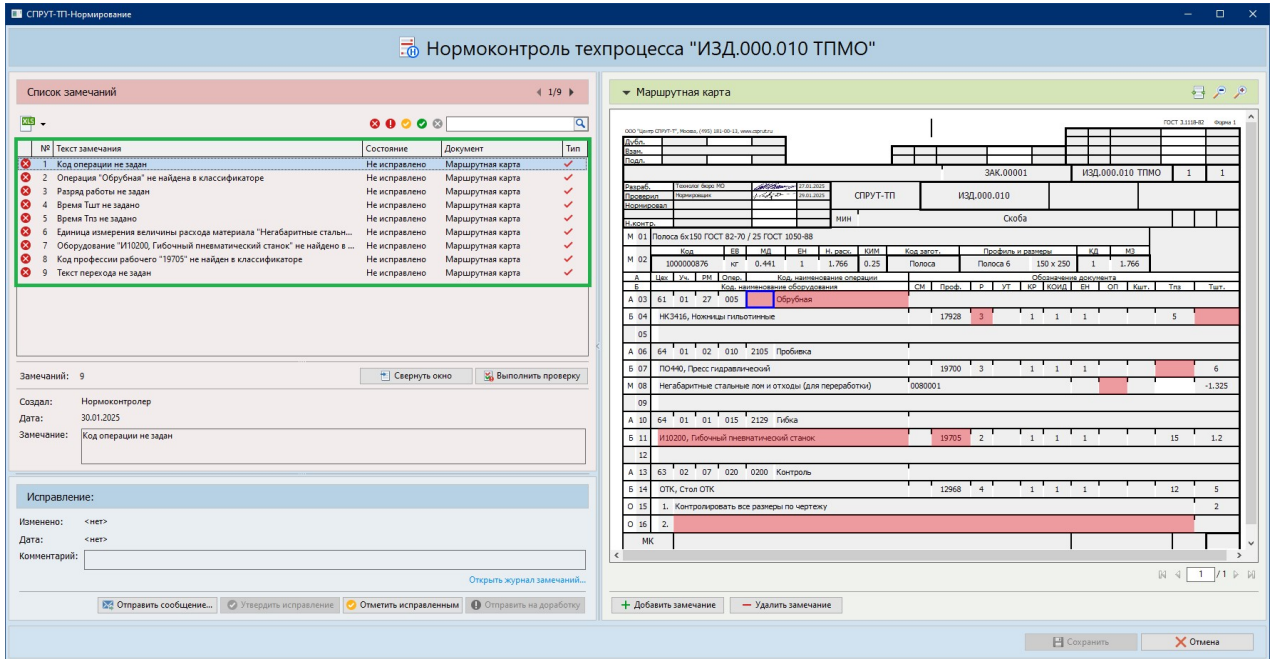 СПРУТ-ТП-Нормирование
Нормоконтроль техпроцесса "ИЗД.000.010 ТПМО"
Список замечаний
1/9
№ Текст замечания Состояние Документ Тип
1 Код операции не задан Не исправлено Маршрутная карта
2 Операция "Обрубная" не найдена в классификаторе Не исправлено Маршрутная карта
3 Разряд работы не задан Не исправлено Маршрутная карта
4 Время Тшт не задано Не исправлено Маршрутная карта
5 Время Тпз не задано Не исправлено Маршрутная карта
6 Единица измерения величины расхода материала "Негабаритные стальн... Не исправлено Маршрутная карта
7 Оборудование "И10200, Гибочный пневматический станок" не найдено в ... Не исправлено Маршрутная карта
8 Код профессии рабочего "19705" не найден в классификаторе Не исправлено Маршрутная карта
9 Текст перехода не задан Не исправлено Маршрутная карта
Замечаний: 9
Свернуть окно
Выполнить проверку
Создал: Нормоконтролер
Дата: 30.01.2025
Замечание: Код операции не задан
Исправление:
Изменено: <нет>
Дата: <нет>
Комментарий:
Открыть журнал замечаний...
Отправить сообщение...
Утвердить исправление
Отметить исправленным
Отправить на доработку
Маршрутная карта
ООО "Центр СПРУТ-Т", Москва, (495) 181-00-13, www.csprut.ru
ГОСТ 3.1118-82 Форма 1
Дубл.
Взам.
Подл.
ЗАК.00001 ИЗД.000.010 ТПМО 1 1
Разраб. Технолог бюро МО 27.01.2025
Проверил Нормировщик 29.01.2025
СПРУТ-ТП ИЗД.000.010
Нормировал
Н.контр.
МИН Скоба
М 01 Полоса 6х150 ГОСТ 82-70 / 25 ГОСТ 1050-88
М 02 Код ЕВ МД ЕН Н. расх. КИМ Код загот. Профиль и размеры КД МЗ
1000000876 кг 0.441 1 1.766 0.25 Полоса Полоса 6 150 x 250 1 1.766
А Цех Уч. РМ Опер. Код, наименование операции Обозначение документа
Б Код, наименование оборудования СМ Проф. Р УТ КР КОИД ЕН ОП Кшт. Тпз Тшт.
А 03 61 01 27 005 Обрубная
Б 04 НК3416, Ножницы гильотинные 17928 3 1 1 1 5
05
А 06 64 01 02 010 2105 Пробивка
Б 07 ПО440, Пресс гидравлический 19700 3 1 1 1 6
М 08 Негабаритные стальные лом и отходы (для переработки) 0080001 -1.325
09
А 10 64 01 01 015 2129 Гибка
Б 11 И10200, Гибочный пневматический станок 19705 2 1 1 1 15 1.2
12
А 13 63 02 07 020 0200 Контроль
Б 14 ОТК, Стол ОТК 12968 4 1 1 1 12 5
О 15 1. Контролировать все размеры по чертежу 2
О 16 2.
МК
1 /1
Добавить замечание
Удалить замечание
Сохранить
Отмена